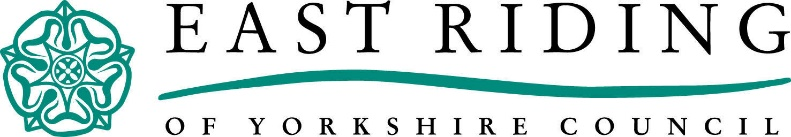 EAST RIDING
OF YORKSHIRE COUNCIL